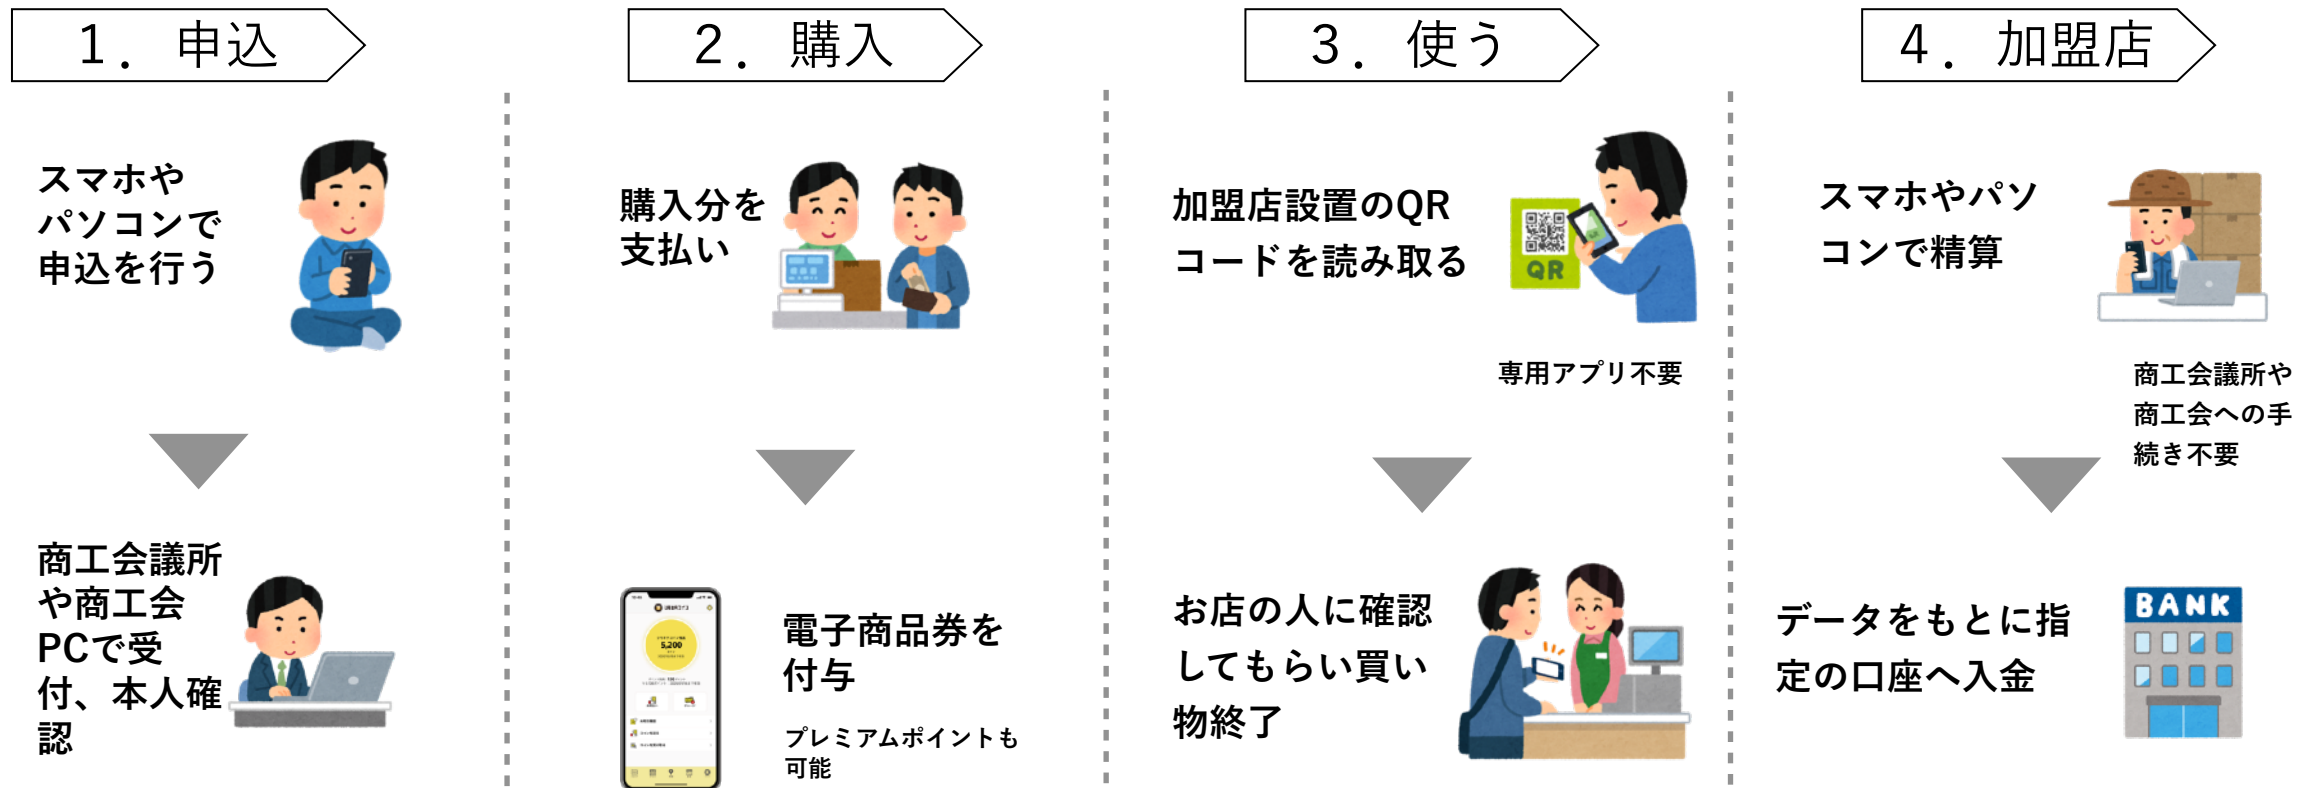 １．申込
スマホや
パソコンで
申込を行う
商工会議所
や商工会
PCで受
付、本人確
認
２．購入
購入分を
支払い
5,200
電子商品券を
付与
プレミアムポイントも
可能
３．使う
加盟店設置のQR
コードを読み取る
QR
専用アプリ不要
お店の人に確認
してもらい買い
物終了
４．加盟店
スマホやパソ
コンで精算
商工会議所や
商工会への手
続き不要
データをもとに指
定の口座へ入金
BANK